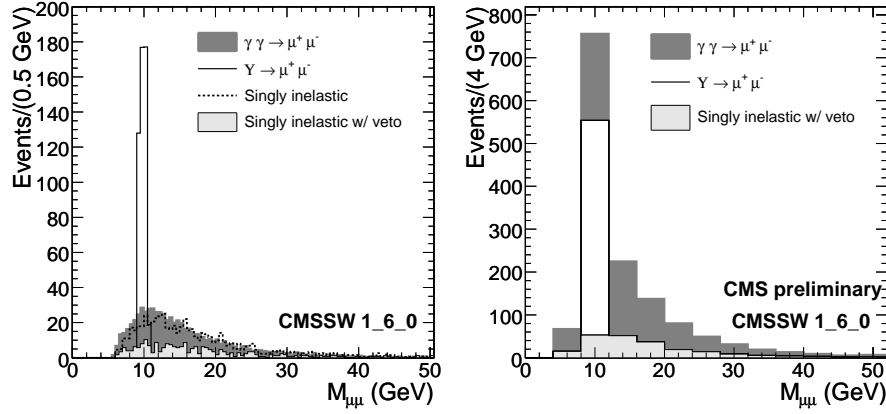 Events/(0.5 GeV)
200
180
160
140
120
100
80
60
40
20
0
γ γ → μ+ μ-
Υ → μ+ μ-
Singly inelastic
Singly inelastic w/ veto
CMSSW 1_6_0
0 10 20 30 40 50
Mμμ (GeV)
Events/(4 GeV)
800
700
600
500
400
300
200
100
0
γ γ → μ+ μ-
Υ → μ+ μ-
Singly inelastic w/ veto
CMS preliminary
CMSSW 1_6_0
0 10 20 30 40 50
Mμμ (GeV)